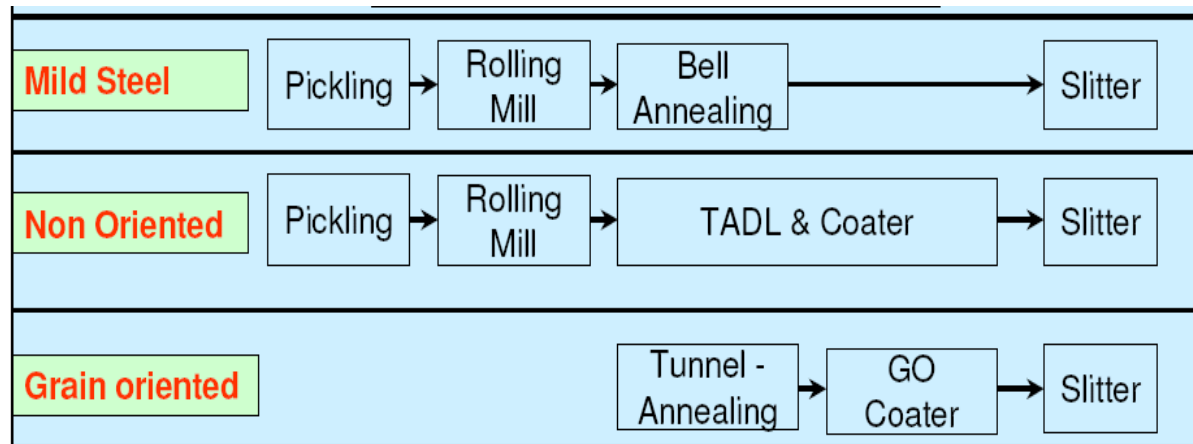 Mild Steel
Pickling
Rolling
Mill
Bell
Annealing
Slitter
Non Oriented
Pickling
Rolling
Mill
TADL & Coater
Slitter
Grain oriented
Tunnel -
Annealing
GO
Coater
Slitter